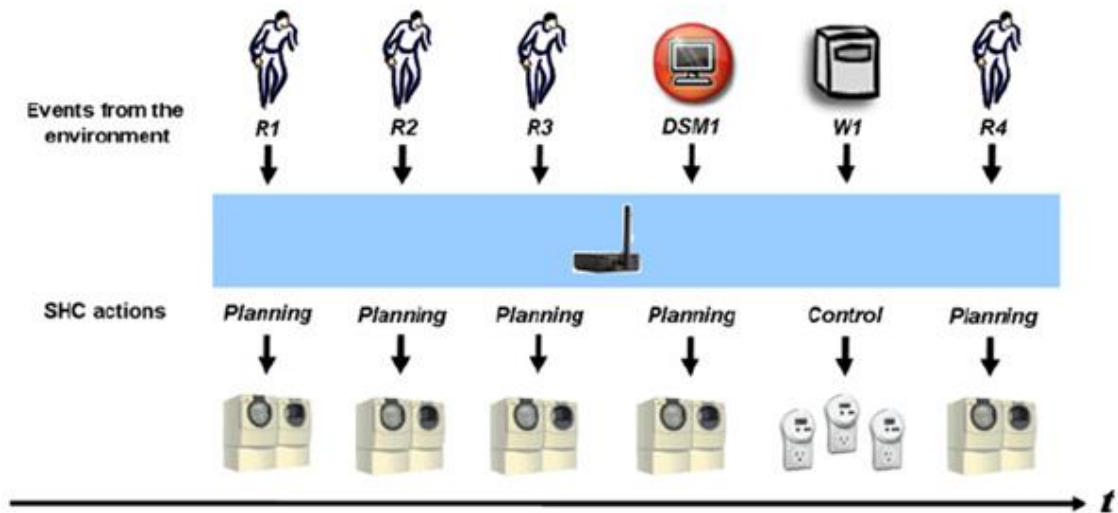 Events from the
environment
R1
R2
R3
DSM1
W1
R4
SHC actions
Planning
Planning
Planning
Planning
Control
Planning
t